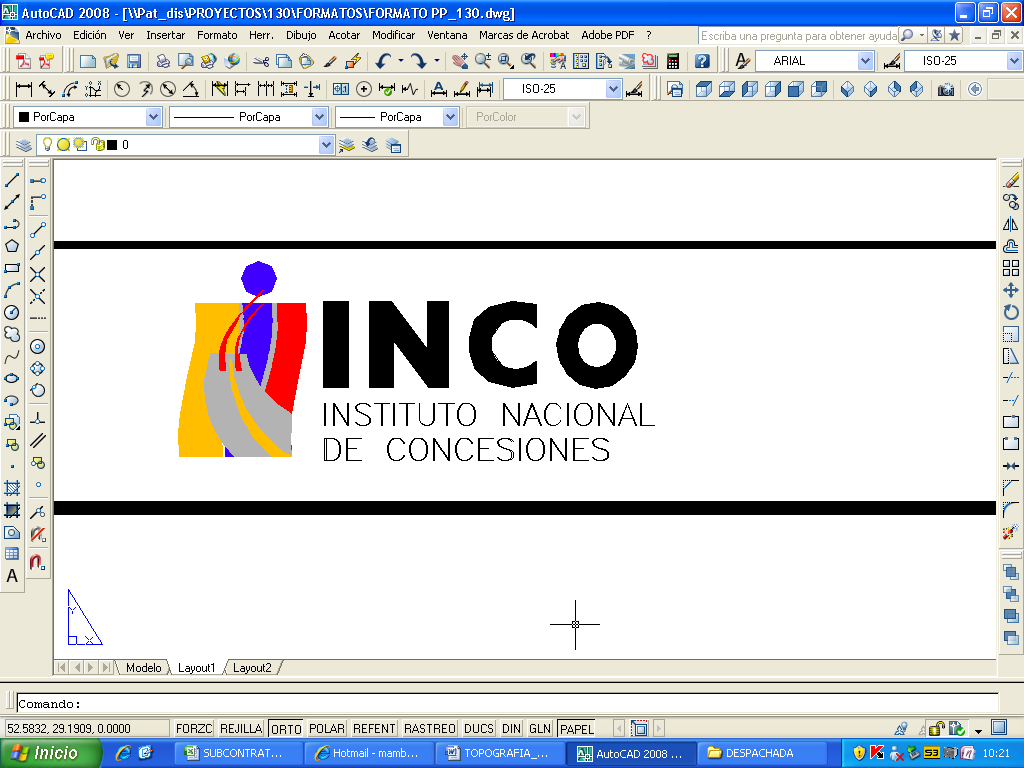 AutoCAD 2008 - [\\Pat_dis\PROYECTOS\130\FORMATOS\FORMATO PP_130.dwg]
Archivo Edición Ver Insertar Formato Herr. Dibujo Acotar Modificar Ventana Marcas de Acrobat Adobe PDF ? Escriba una pregunta para obtener ayuda
ARIAL ISO-25
ISO-25
PorCapa PorCapa PorCapa PorColor
0
INCO
INSTITUTO NACIONAL
DE CONCESIONES
Y
X
A
Modelo Layout1 Layout2
Comando:
52.5832, 29.1909, 0.0000 FORZC REJILLA ORTO POLAR REFENT RASTREO DUCS DIN GLN PAPEL
Inicio SUBCONTRAT... Hotmail - mamb... TOPOGRAFIA_... AutoCAD 2008 ... DESPACHADA 10:21